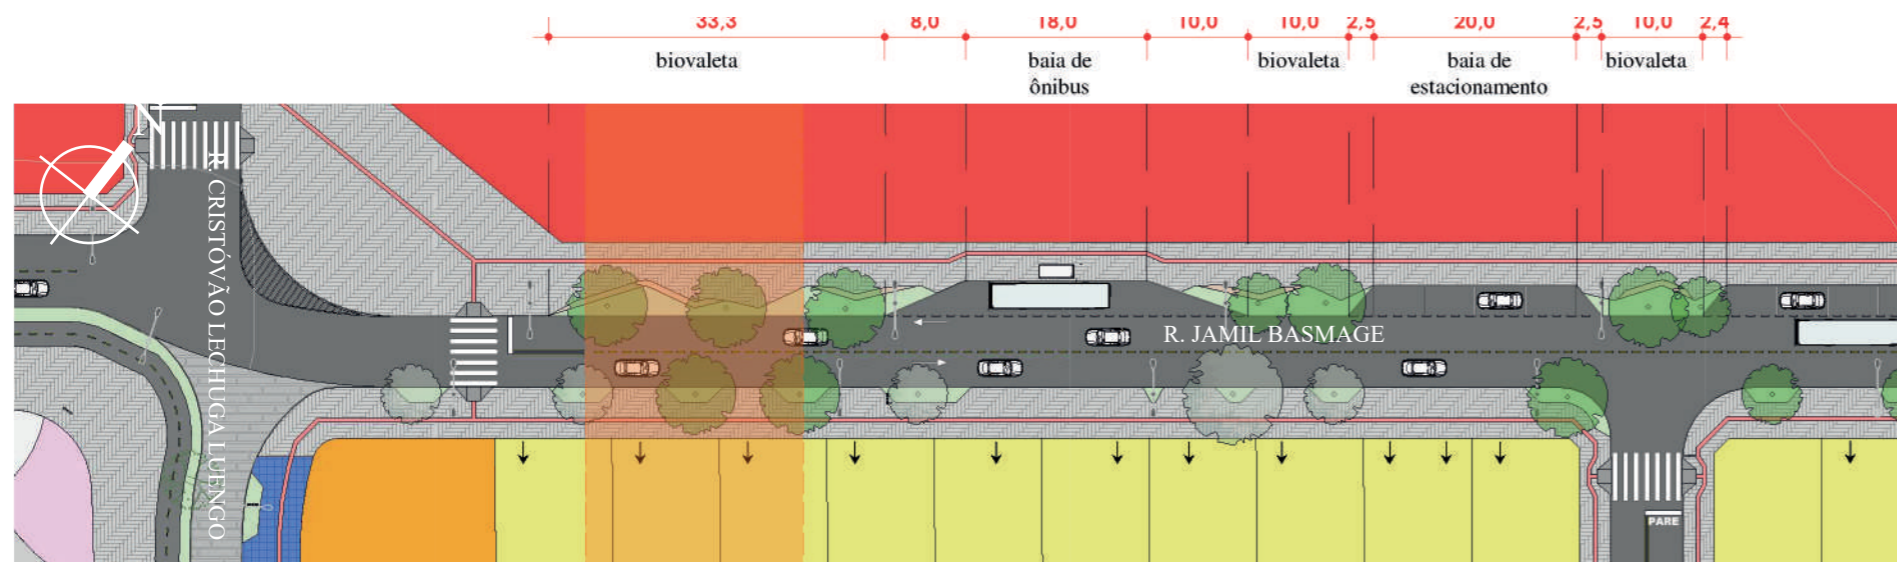 33,3 8,0 18,0 10,0 10,0 2,5 20,0 2,5 10,0 2,4
biovaleta
baia de
ônibus
biovaleta
baia de
estacionamento
biovaleta
N
R. CRISTÓVÃO LECHUGA LUENGO
R. JAMIL BASMAGE
PARE